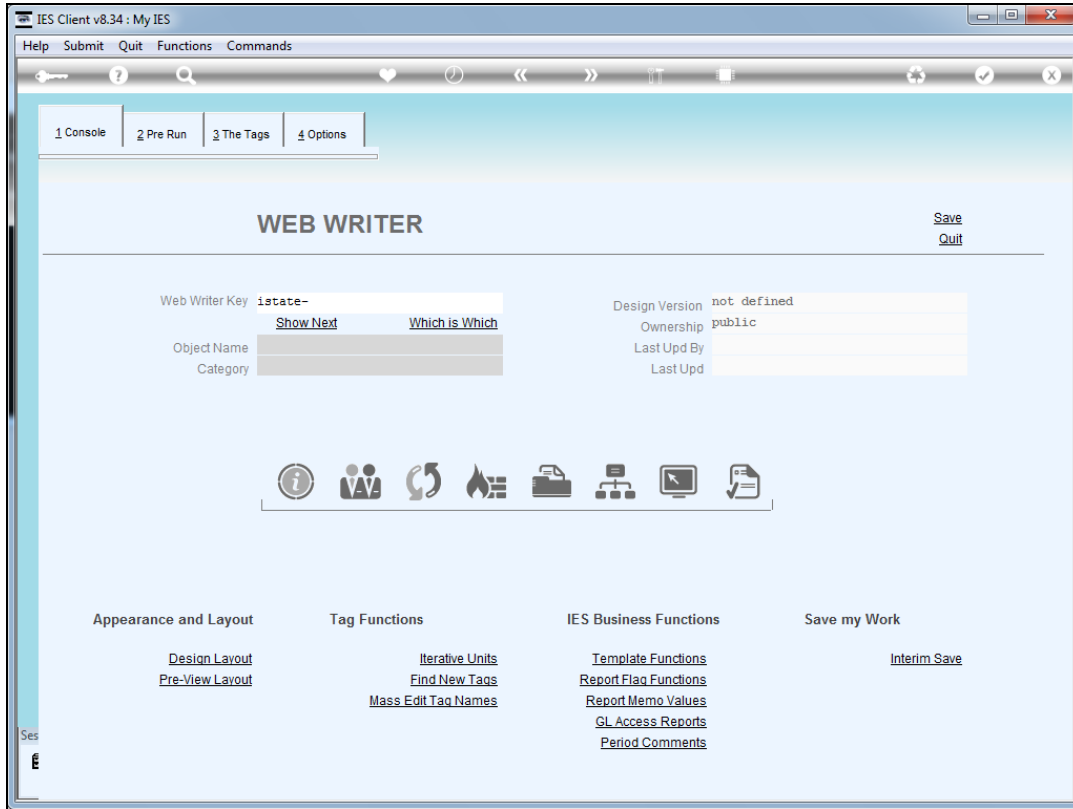 IES Client v8.34 : My IES
Help Submit Quit Functions Commands
1 Console 2 Pre Run 3 The Tags 4 Options
WEB WRITER
Save
Quit
Web Writer Key istate-
Show Next Which is Which
Object Name
Category
Design Version not defined
Ownership public
Last Upd By
Last Upd
Appearance and Layout
Design Layout
Pre-View Layout
Tag Functions
Iterative Units
Find New Tags
Mass Edit Tag Names
IES Business Functions
Template Functions
Report Flag Functions
Report Memo Values
GL Access Reports
Period Comments
Save my Work
Interim Save
Ses